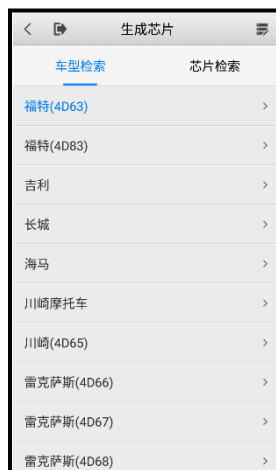 生成芯片
车型检索 芯片检索
福特(4D63)
福特(4D83)
吉利
长城
海马
川崎摩托车
川崎(4D65)
雷克萨斯(4D66)
雷克萨斯(4D67)
雷克萨斯(4D68)